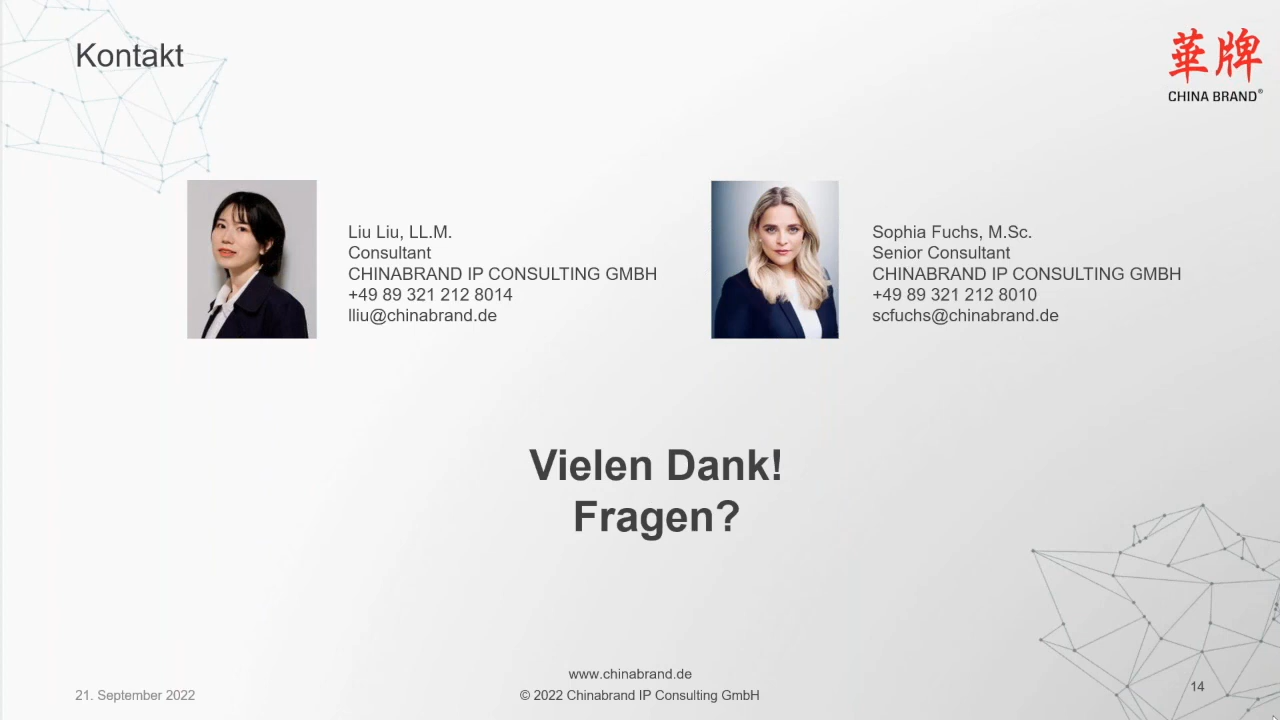 Kontakt
華牌
CHINA BRAND®
Liu Liu, LL.M.
Consultant
CHINABRAND IP CONSULTING GMBH
+49 89 321 212 8014
lliu@chinabrand.de
Sophia Fuchs, M.Sc.
Senior Consultant
CHINABRAND IP CONSULTING GMBH
+49 89 321 212 8010
scfuchs@chinabrand.de
Vielen Dank!
Fragen?
www.chinabrand.de
21. September 2022
© 2022 Chinabrand IP Consulting GmbH
14